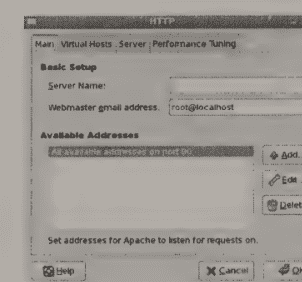 HTTP
Main Virtual Hosts Server Performance Tuning
Basic Setup
Server Name:
Webmaster email address: root@localhost
Available Addresses
All available addresses on port 80
Add...
Edit
Delet
Set addresses for Apache to listen for requests on.
Help Cancel